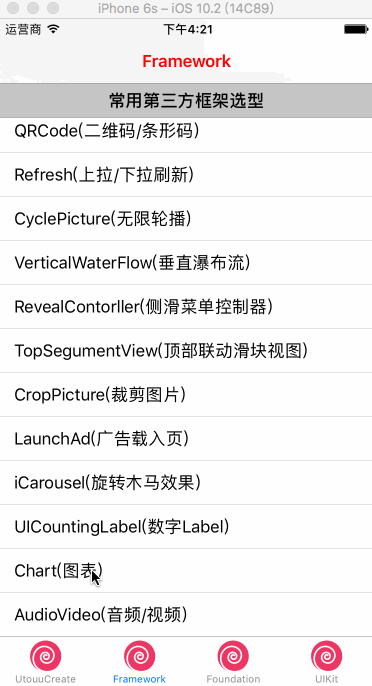 iPhone 6s – iOS 10.2 (14C89)
运营商 下午4:21
Framework
常用第三方框架选型
QRCode(二维码/条形码)
Refresh(上拉/下拉刷新)
CyclePicture(无限轮播)
VerticalWaterFlow(垂直瀑布流)
RevealContorller(侧滑菜单控制器)
TopSegumentView(顶部联动滑块视图)
CropPicture(裁剪图片)
LaunchAd(广告载入页)
iCarousel(旋转木马效果)
UICountingLabel(数字Label)
Chart(图表)
AudioVideo(音频/视频)
UtouuCreate Framework Foundation UIKit